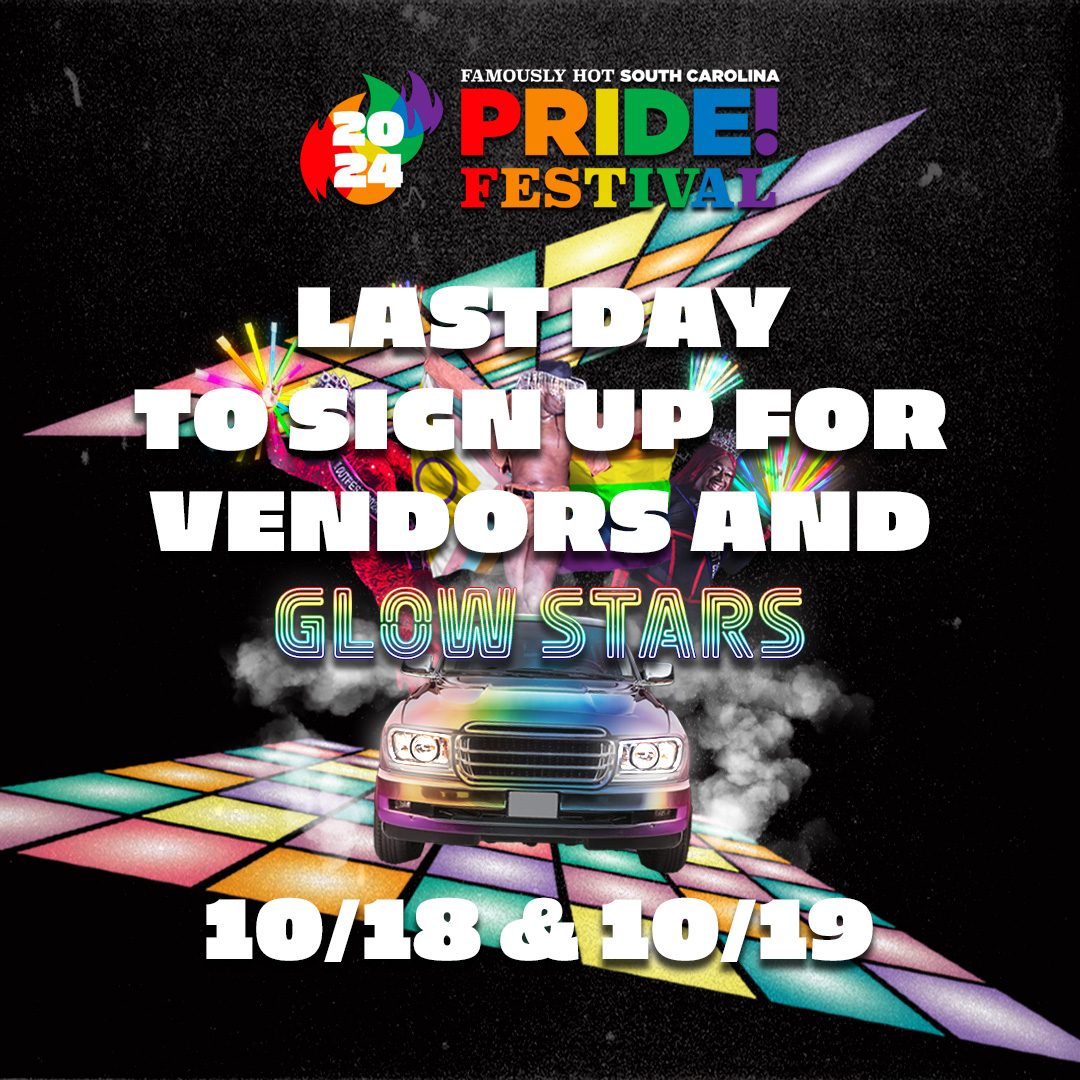 20
24
FAMOUSLY HOT SOUTH CAROLINA
PRIDE!
FESTIVAL
LAST DAY
TO SIGN UP FOR
VENDORS AND
GLOW STARS
10/18 & 10/19